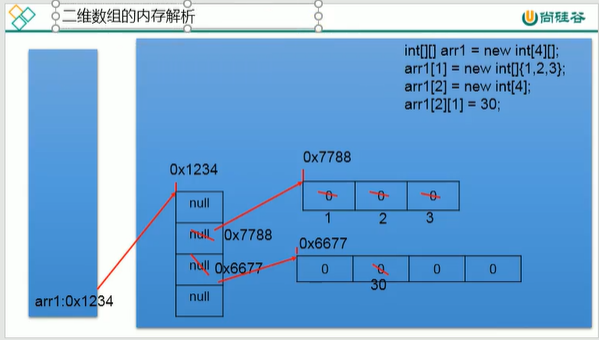 二维数组的内存解析
尚硅谷
int[][] arr1 = new int[4][];
arr1[1] = new int[]{1,2,3};
arr1[2] = new int[4];
arr1[2][1] = 30;
0x7788
0x1234
0 0 0
null
1 2 3
null 0x7788
0x6677
null 0x6677
0 0 0 0
30
null
arr1:0x1234